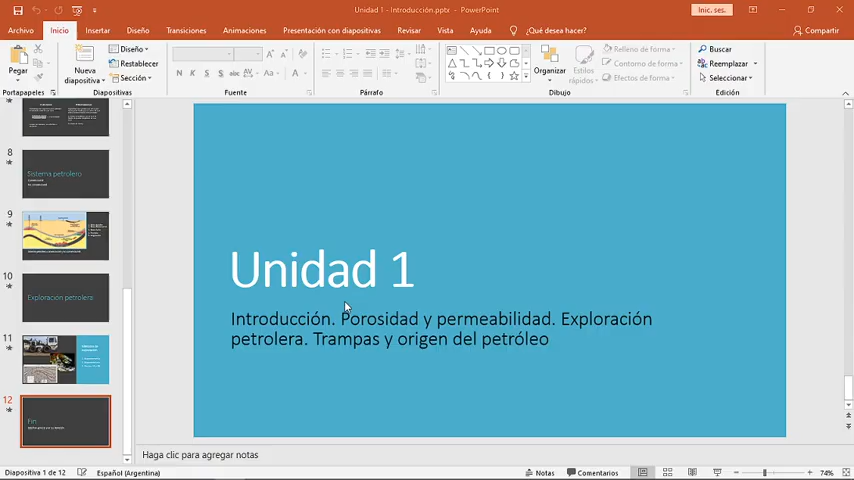 Unidad 1 - Introducción.pptx - PowerPoint
Inic. ses.
Archivo Inicio Insertar Diseño Transiciones Animaciones Presentación con diapositivas Revisar Vista Ayuda ¿Qué desea hacer? Compartir
Pegar
Nueva diapositiva
Diseño
Restablecer
Sección
N K S abc AV Aa A
Organizar
Estilos rápidos
Relleno de forma
Contorno de forma
Efectos de forma
Buscar
Reemplazar
Seleccionar
Portapapeles Diapositivas Fuente Párrafo Dibujo Edición
8
Sistema petrolero
9
10
Exploración petrolera
11
12
Fin
Unidad 1
Introducción. Porosidad y permeabilidad. Exploración
petrolera. Trampas y origen del petróleo
Haga clic para agregar notas
Diapositiva 1 de 12 Español (Argentina) Notas Comentarios 74%